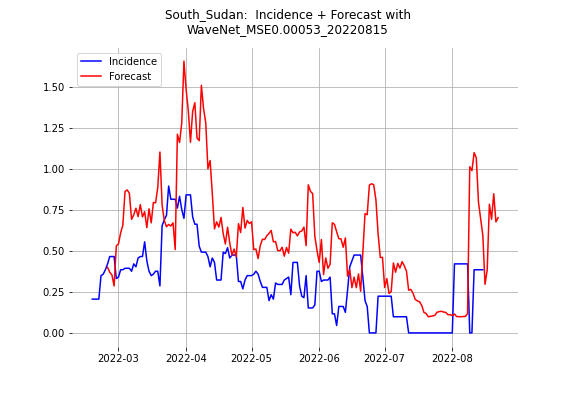 South_Sudan:  Incidence + Forecast with
WaveNet_MSE0.00053_20220815
Incidence
Forecast
1.50
1.25
1.00
0.75
0.50
0.25
0.00
2022-03 2022-04 2022-05 2022-06 2022-07 2022-08